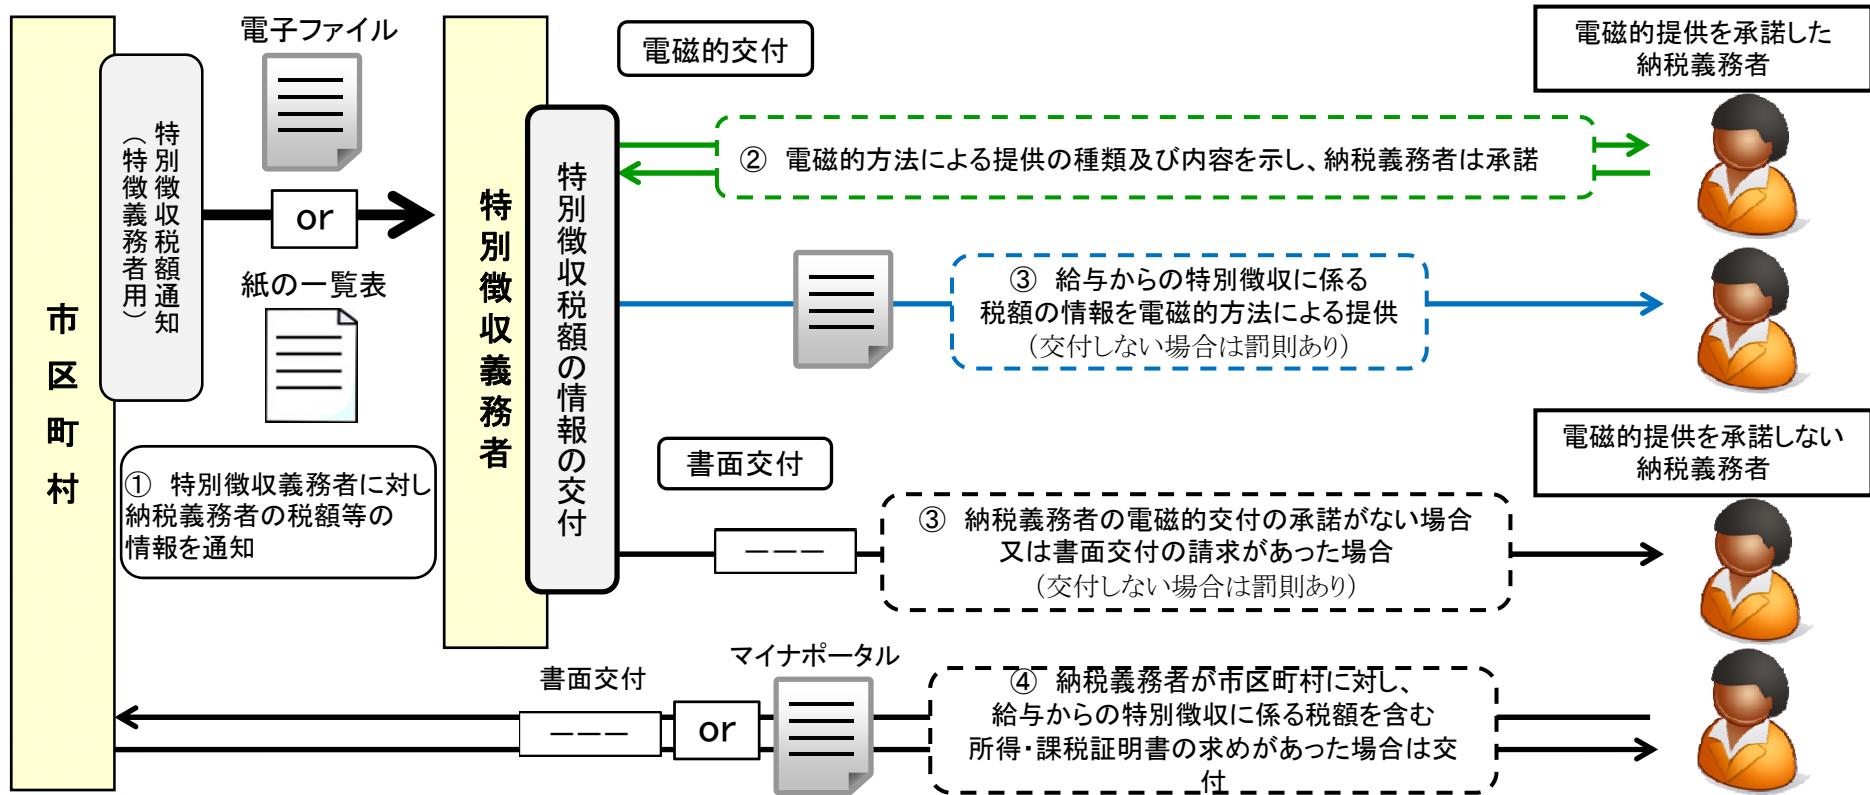 市区町村
特別徴収税額通知
（特徴義務者用）
電子ファイル
or
紙の一覧表
① 特別徴収義務者に対し
納税義務者の税額等の
情報を通知
特別徴収義務者
特別徴収税額の情報の交付
電磁的交付
電磁的提供を承諾した
納税義務者
② 電磁的方法による提供の種類及び内容を示し、納税義務者は承諾
③ 給与からの特別徴収に係る
税額の情報を電磁的方法による提供
（交付しない場合は罰則あり）
書面交付
電磁的提供を承諾しない
納税義務者
ーーー
③ 納税義務者の電磁的交付の承諾がない場合
又は書面交付の請求があった場合
（交付しない場合は罰則あり）
書面交付
ーーー
or
マイナポータル
④ 納税義務者が市区町村に対し、
給与からの特別徴収に係る税額を含む
所得・課税証明書の求めがあった場合は交
付